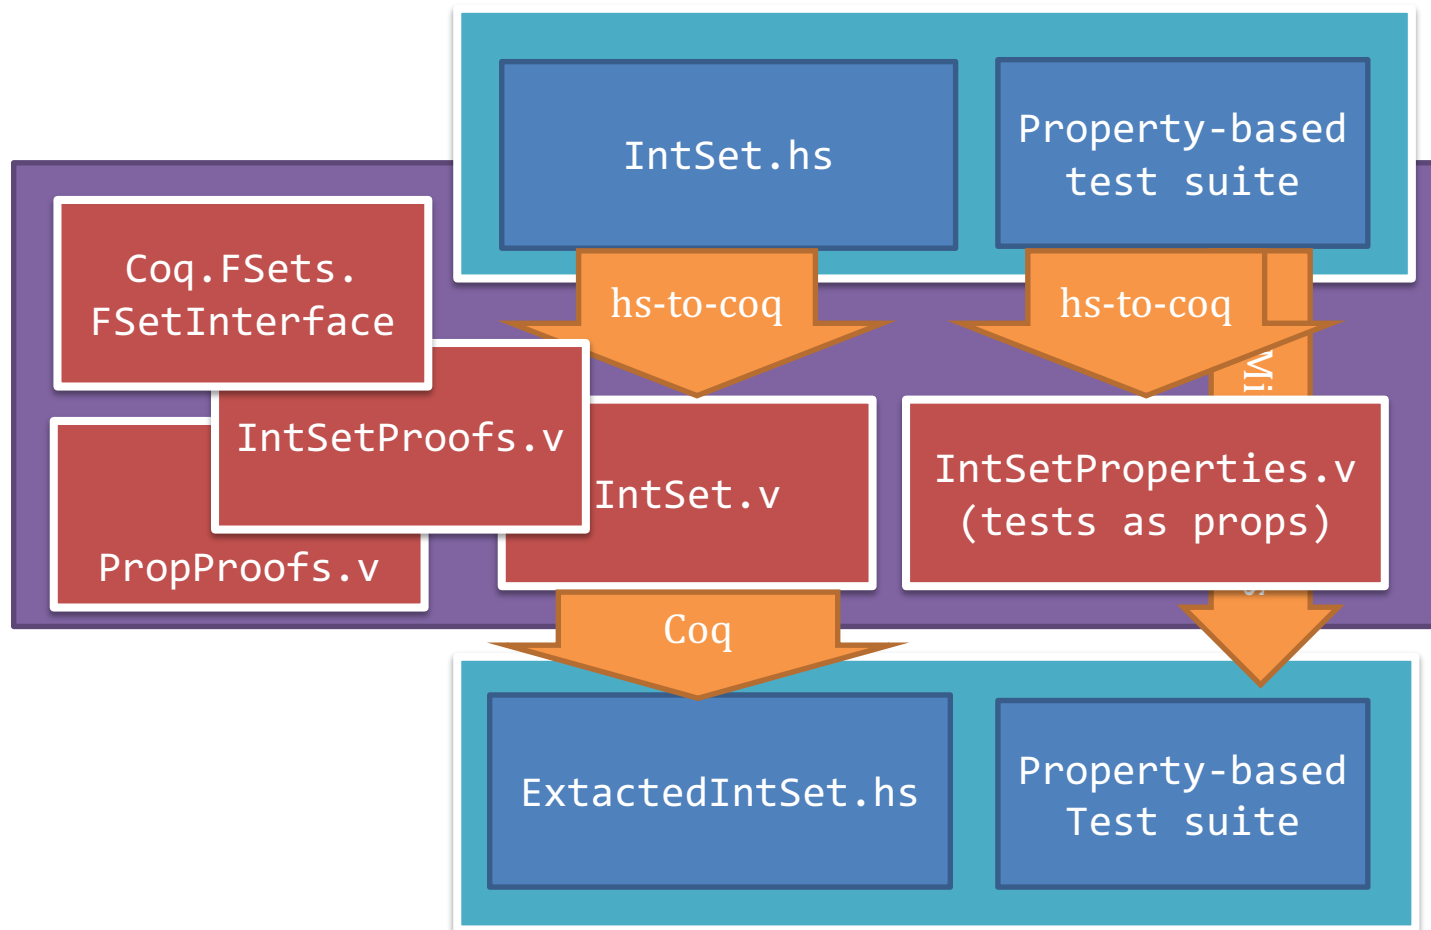 IntSet.hs
Property-based
test suite
Coq.FSets.
FSetInterface
hs-to-coq
hs-to-coq
IntSetProofs.v
IntSet.v
IntSetProperties.v
(tests as props)
PropProofs.v
Coq
ExtactedIntSet.hs
Property-based
Test suite